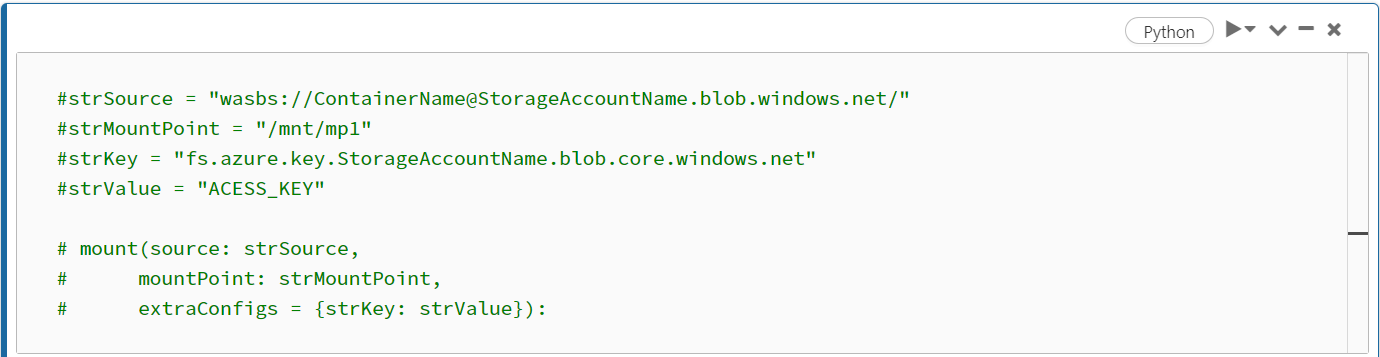 Python
#strSource = "wasbs://ContainerName@StorageAccountName.blob.windows.net/"
#strMountPoint = "/mnt/mp1"
#strKey = "fs.azure.key.StorageAccountName.blob.core.windows.net"
#strValue = "ACESS_KEY"
# mount(source: strSource,
#      mountPoint: strMountPoint,
#      extraConfigs = {strKey: strValue}):